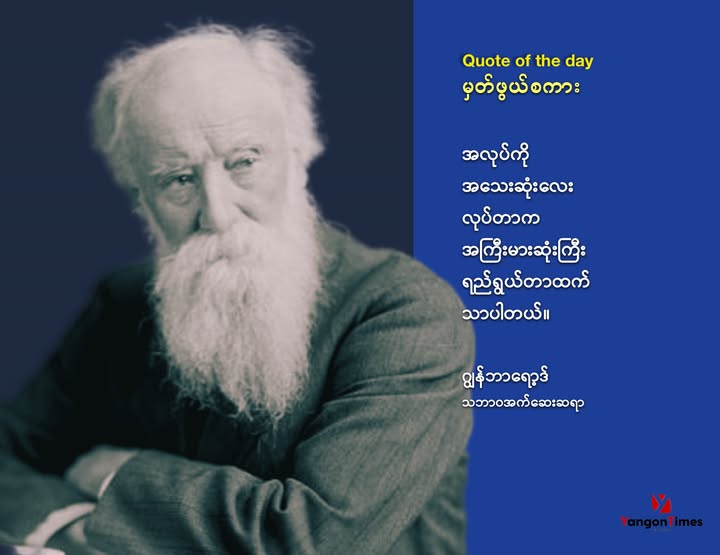 Quote of the day
မှတ်ဖွယ်စကား
အလုပ်ကို
အသေးဆုံးလေး
လုပ်တာက
အကြီးမားဆုံးကြီး
ရည်ရွယ်တာထက်
သာပါတယ်။
ဂျွန်ဘာရော့ဒ်
သဘာဝအက်ဆေးဆရာ
YangonTimes